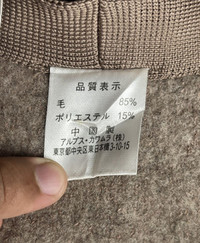 品質表示
毛 85%
ポリエステル 15%
中国製
アルプス・カワムラ(株)
東京都中央区東日本橋3-10-15